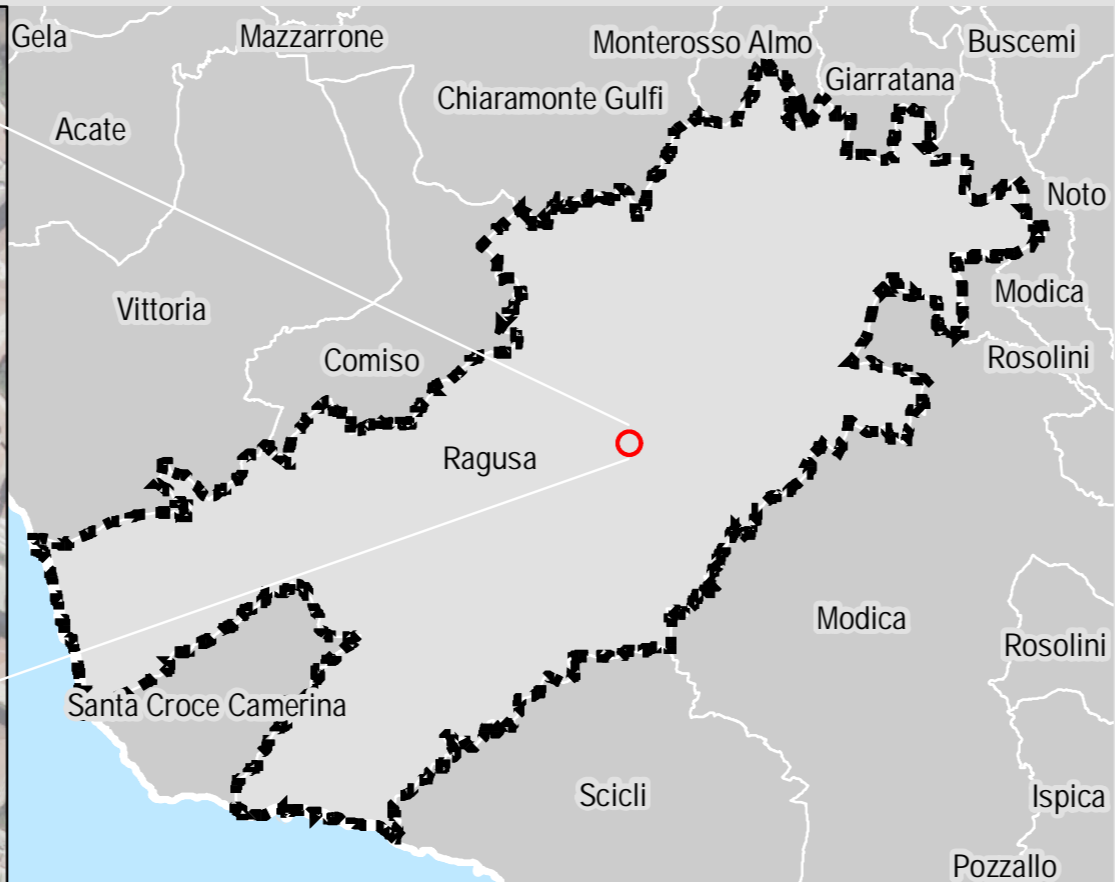 Gela
Mazzarrone
Monterosso Almo
Buscemi
Giarratana
Chiaramonte Gulfi
Acate
Noto
Modica
Vittoria
Comiso
Rosolini
Ragusa
Modica
Rosolini
Santa Croce Camerina
Scicli
Ispica
Pozzallo